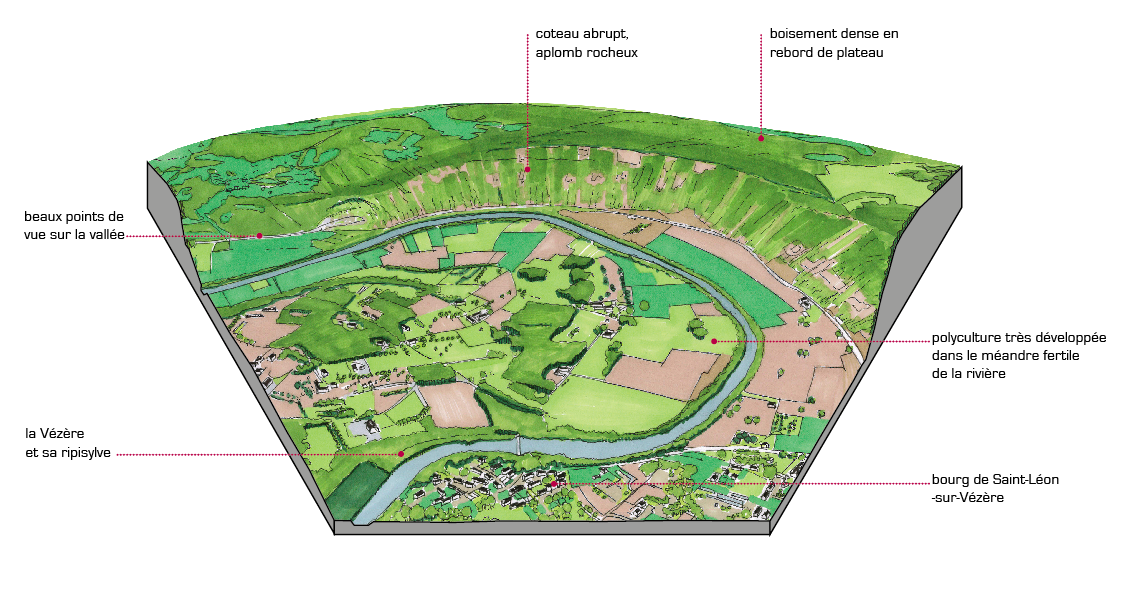 coteau abrupt,
aplomb rocheux
boisement dense en
rebord de plateau
beaux points de
vue sur la vallée
polyculture très développée
dans le méandre fertile
de la rivière
la Vézère
et sa ripisylve
bourg de Saint-Léon
-sur-Vézère